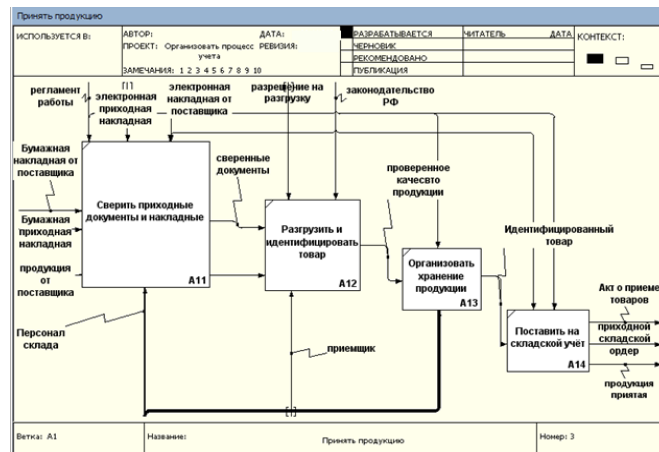 Принять продукцию
ИСПОЛЬЗУЕТСЯ В:
АВТОР:
ДАТА:
ПРОЕКТ: Организовать процесс
учета
РЕВИЗИЯ:
ЗАМЕЧАНИЯ: 1 2 3 4 5 6 7 8 9 10
РАЗРАБАТЫВАЕТСЯ
ЧЕРНОВИК
РЕКОМЕНДОВАНО
ПУБЛИКАЦИЯ
ЧИТАТЕЛЬ
ДАТА
КОНТЕКСТ:
регламент
работы
электронная
приходная
накладная
электронная
накладная от
поставщика
разрешение на
разгрузку
законодательство
РФ
Бумажная
накладная от
поставщика
Бумажная
приходная
накладная
продукция
от
поставщика
Персонал
склада
Сверить приходные
документы и накладные
A11
сверенные
документы
Разгрузить и
идентифицировать
товар
A12
проверенное
качесвто
продукции
Организовать
хранение
продукции
A13
Идентифицированный
товар
Поставить на
складской учёт
A14
Акт о приеме
товаров
приходной
складской
ордер
продукция
приятая
приемщик
Ветка: A1
Название:
Принять продукцию
Номер: 3